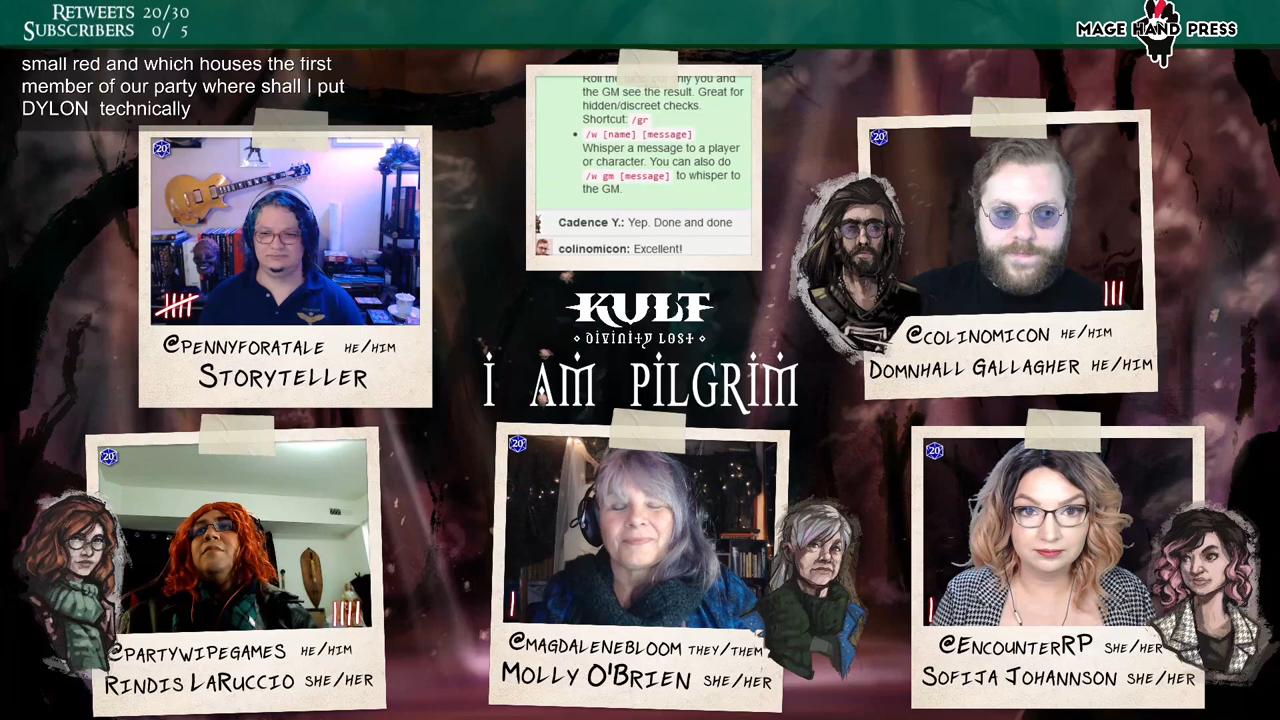 RETWEETS 20/30
SUBSCRIBERS 0/ 5
MAGE HAND PRESS
small red and which houses the first
member of our party where shall I put
DYLON technically
the GM see the result. Great for
hidden/discreet checks.
Shortcut: /gr
• /w [name] [message]
Whisper a message to a player
or character. You can also do
/w gm [message] to whisper to
the GM.
Cadence Y.: Yep. Done and done
colinomicon: Excellent!
20
20
@PENNYFORATALE HE/HIM
STORYTELLER
KULT
DIVINITY LOST
I AM PILGRIM
@COLINOMICON HE/HIM
DOMNHALL GALLAGHER HE/HIM
20
20
20
@PARTYWIPEGAMES HE/HIM
RINDIS LARUCCIO SHE/HER
@MAGDALENEBLOOM THEY/THEM
MOLLY O'BRIEN SHE/HER
@ENCOUNTERRP SHE/HER
SOFIJA JOHANNSON SHE/HER